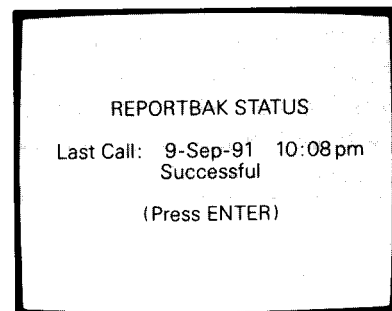 REPORTBAK STATUS
Last Call: 9-Sep-91 10:08 pm
Successful
(Press ENTER)